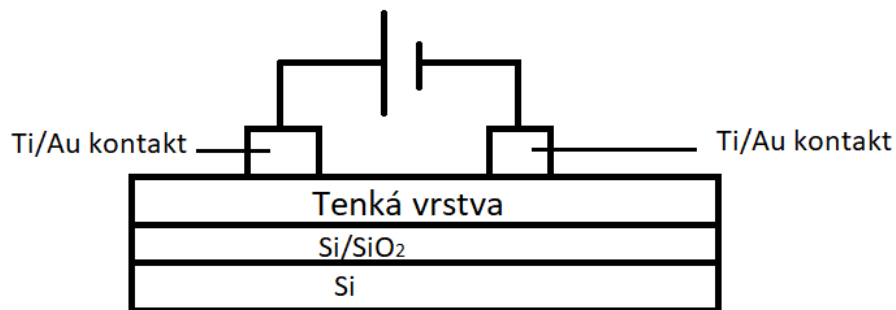 Ti/Au kontakt
Ti/Au kontakt
Tenká vrstva
Si/SiO₂
Si